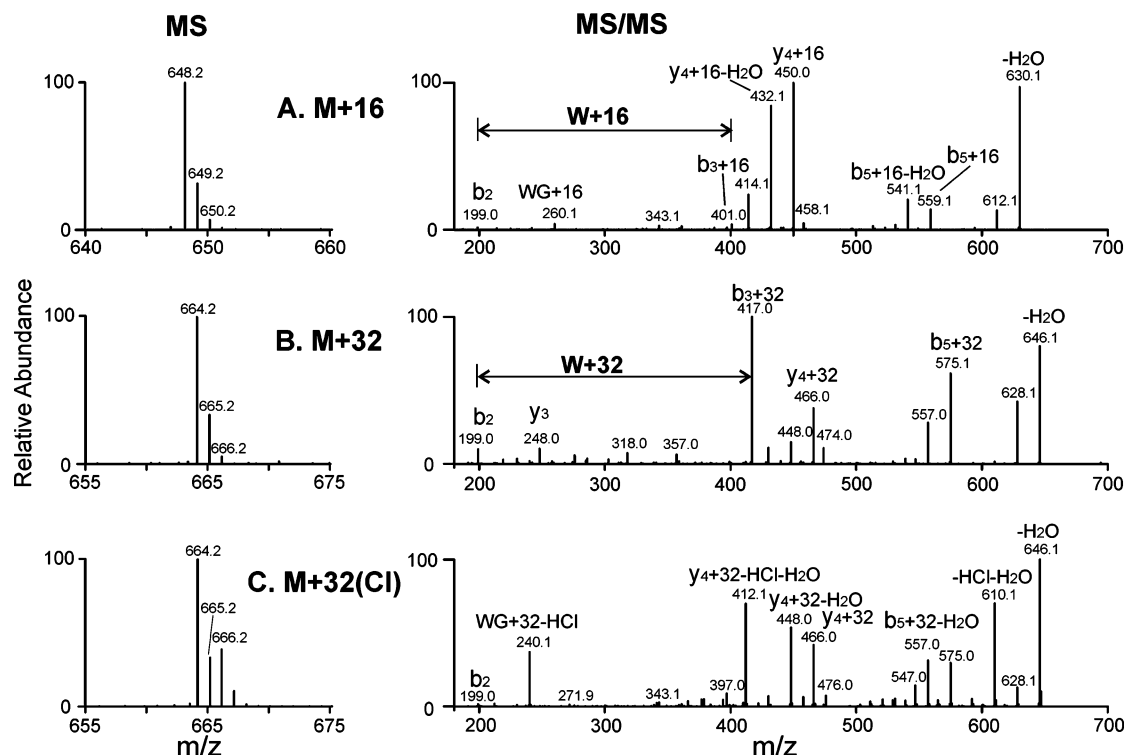 MS
MS/MS
Relative Abundance
A. M+16
100
0
648.2
649.2
650.2
640
650
660
100
0
W+16
b2
199.0
WG+16
260.1
343.1
b3+16
401.0
414.1
y4+16-H2O
432.1
y4+16
450.0
458.1
b5+16-H2O
541.1
b5+16
559.1
612.1
-H2O
630.1
200
300
400
500
600
700
B. M+32
100
0
664.2
665.2
666.2
655
665
675
100
0
W+32
b2
199.0
y3
248.0
318.0
357.0
b3+32
417.0
448.0
y4+32
466.0
474.0
557.0
b5+32
575.1
628.1
-H2O
646.1
200
300
400
500
600
700
C. M+32(Cl)
100
0
664.2
665.2
666.2
655
665
675
m/z
100
0
b2
199.0
WG+32-HCl
240.1
271.9
343.1
397.0
y4+32-HCl-H2O
412.1
y4+32-H2O
448.0
y4+32
466.0
476.0
547.0
b5+32-H2O
557.0
575.0
-HCl-H2O
610.1
628.1
-H2O
646.1
200
300
400
500
600
700
m/z